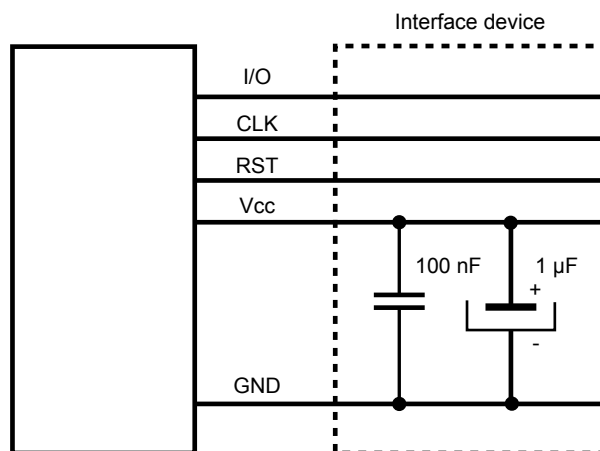 Interface device
I/O
CLK
RST
Vcc
100 nF
1 µF
+
-
GND